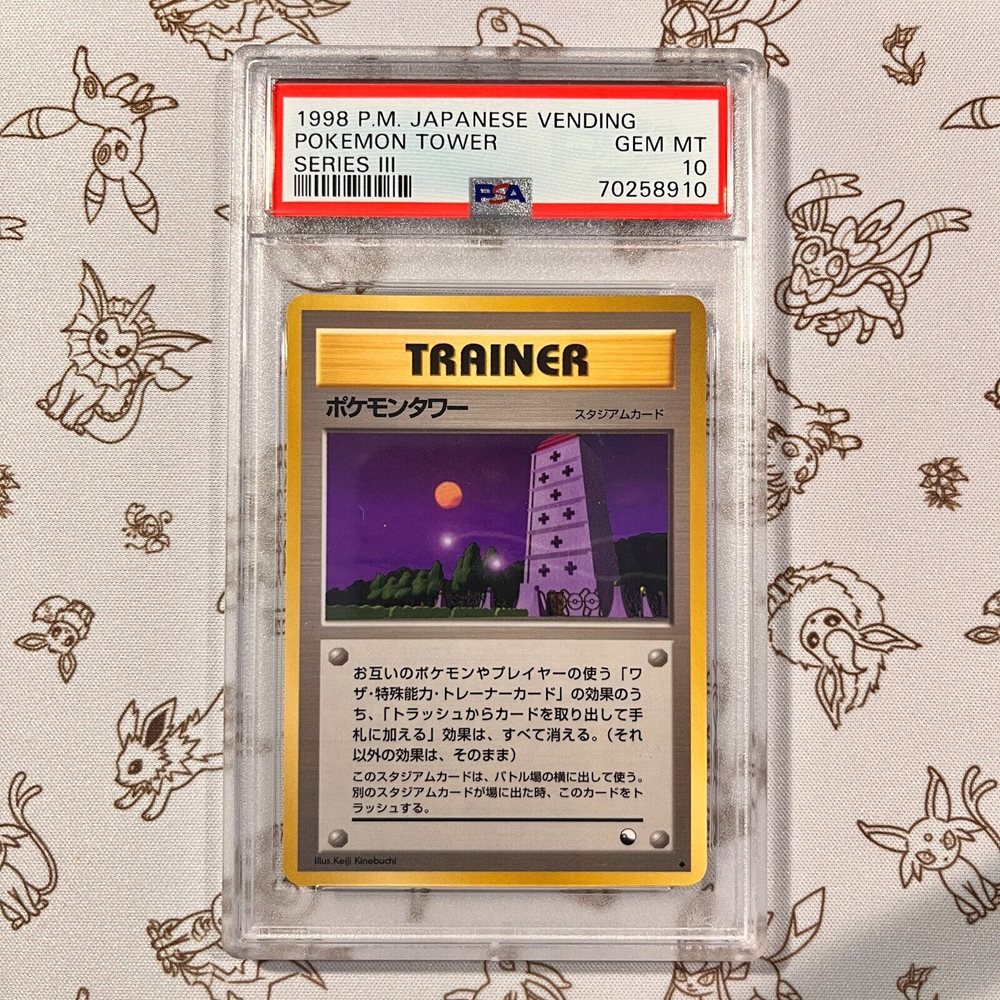 1998 P.M. JAPANESE VENDING
POKEMON TOWER GEM MT
SERIES III 10
70258910
PSA
TRAINER
ポケモンタワー スタジアムカード
お互いのポケモンやプレイヤーの使う「ワ
ザ・特殊能力・トレーナーカード」の効果のう
ち、「トラッシュからカードを取り出して手
札に加える」効果は、すべて消える。(それ
以外の効果は、そのまま)
このスタジアムカードは、バトル場の横に出して使う。
別のスタジアムカードが場に出た時、このカードをト
ラッシュする。
Illus.Keiji Kinebuchi